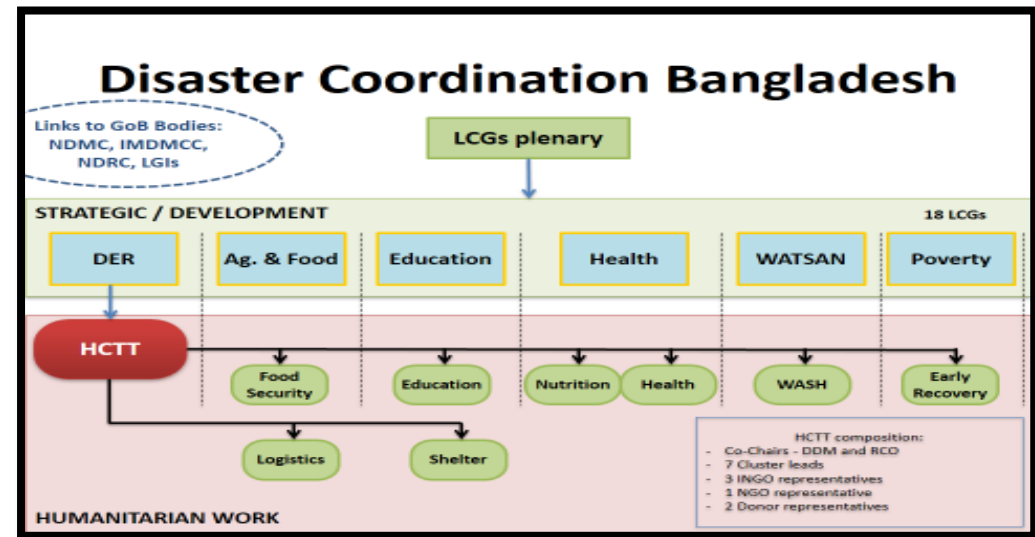 Disaster Coordination Bangladesh
Links to GoB Bodies:
NDMC, IMDMCC,
NDRC, LGIs
LCGs plenary
STRATEGIC / DEVELOPMENT
18 LCGs
DER
Ag. & Food
Education
Health
WATSAN
Poverty
HCTT
Food
Security
Education
Nutrition
Health
WASH
Early
Recovery
Logistics
Shelter
HCTT composition:
- Co-Chairs - DDM and RCO
- 7 Cluster leads
- 3 INGO representatives
- 1 NGO representative
- 2 Donor representatives
HUMANITARIAN WORK